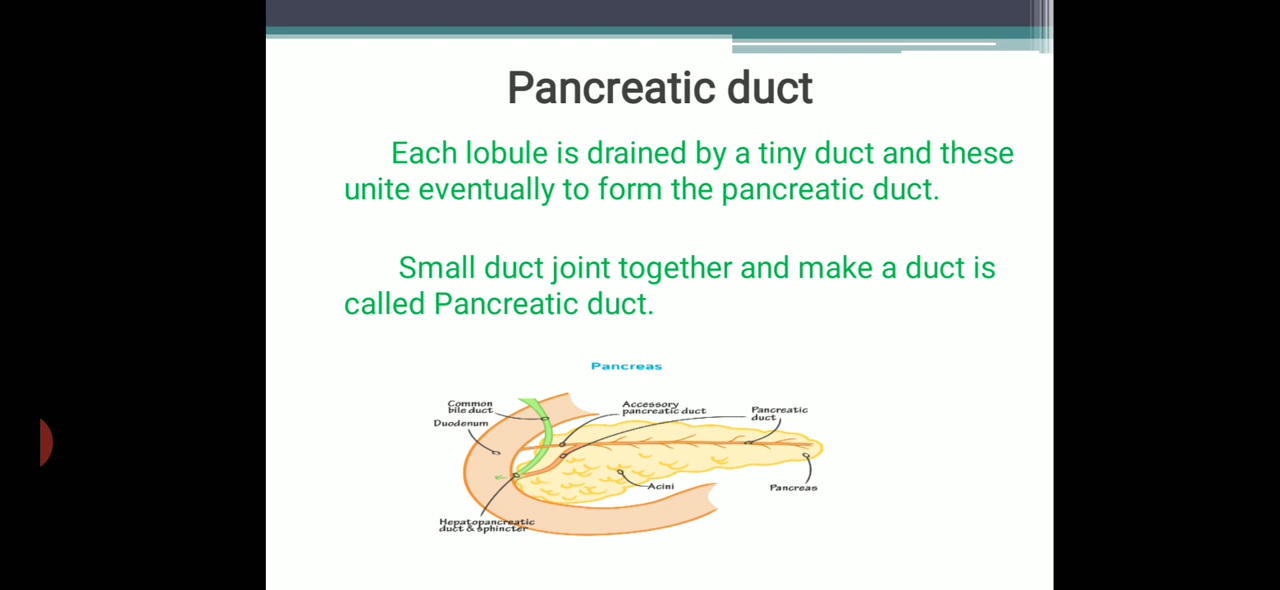 Pancreatic duct
Each lobule is drained by a tiny duct and these
unite eventually to form the pancreatic duct.
Small duct joint together and make a duct is
called Pancreatic duct.
Pancreas
Common
bile duct
Duodenum
Accessory
pancreatic duct
Pancreatic
duct
Acini
Pancreas
Hepatopancreatic
duct & sphincter